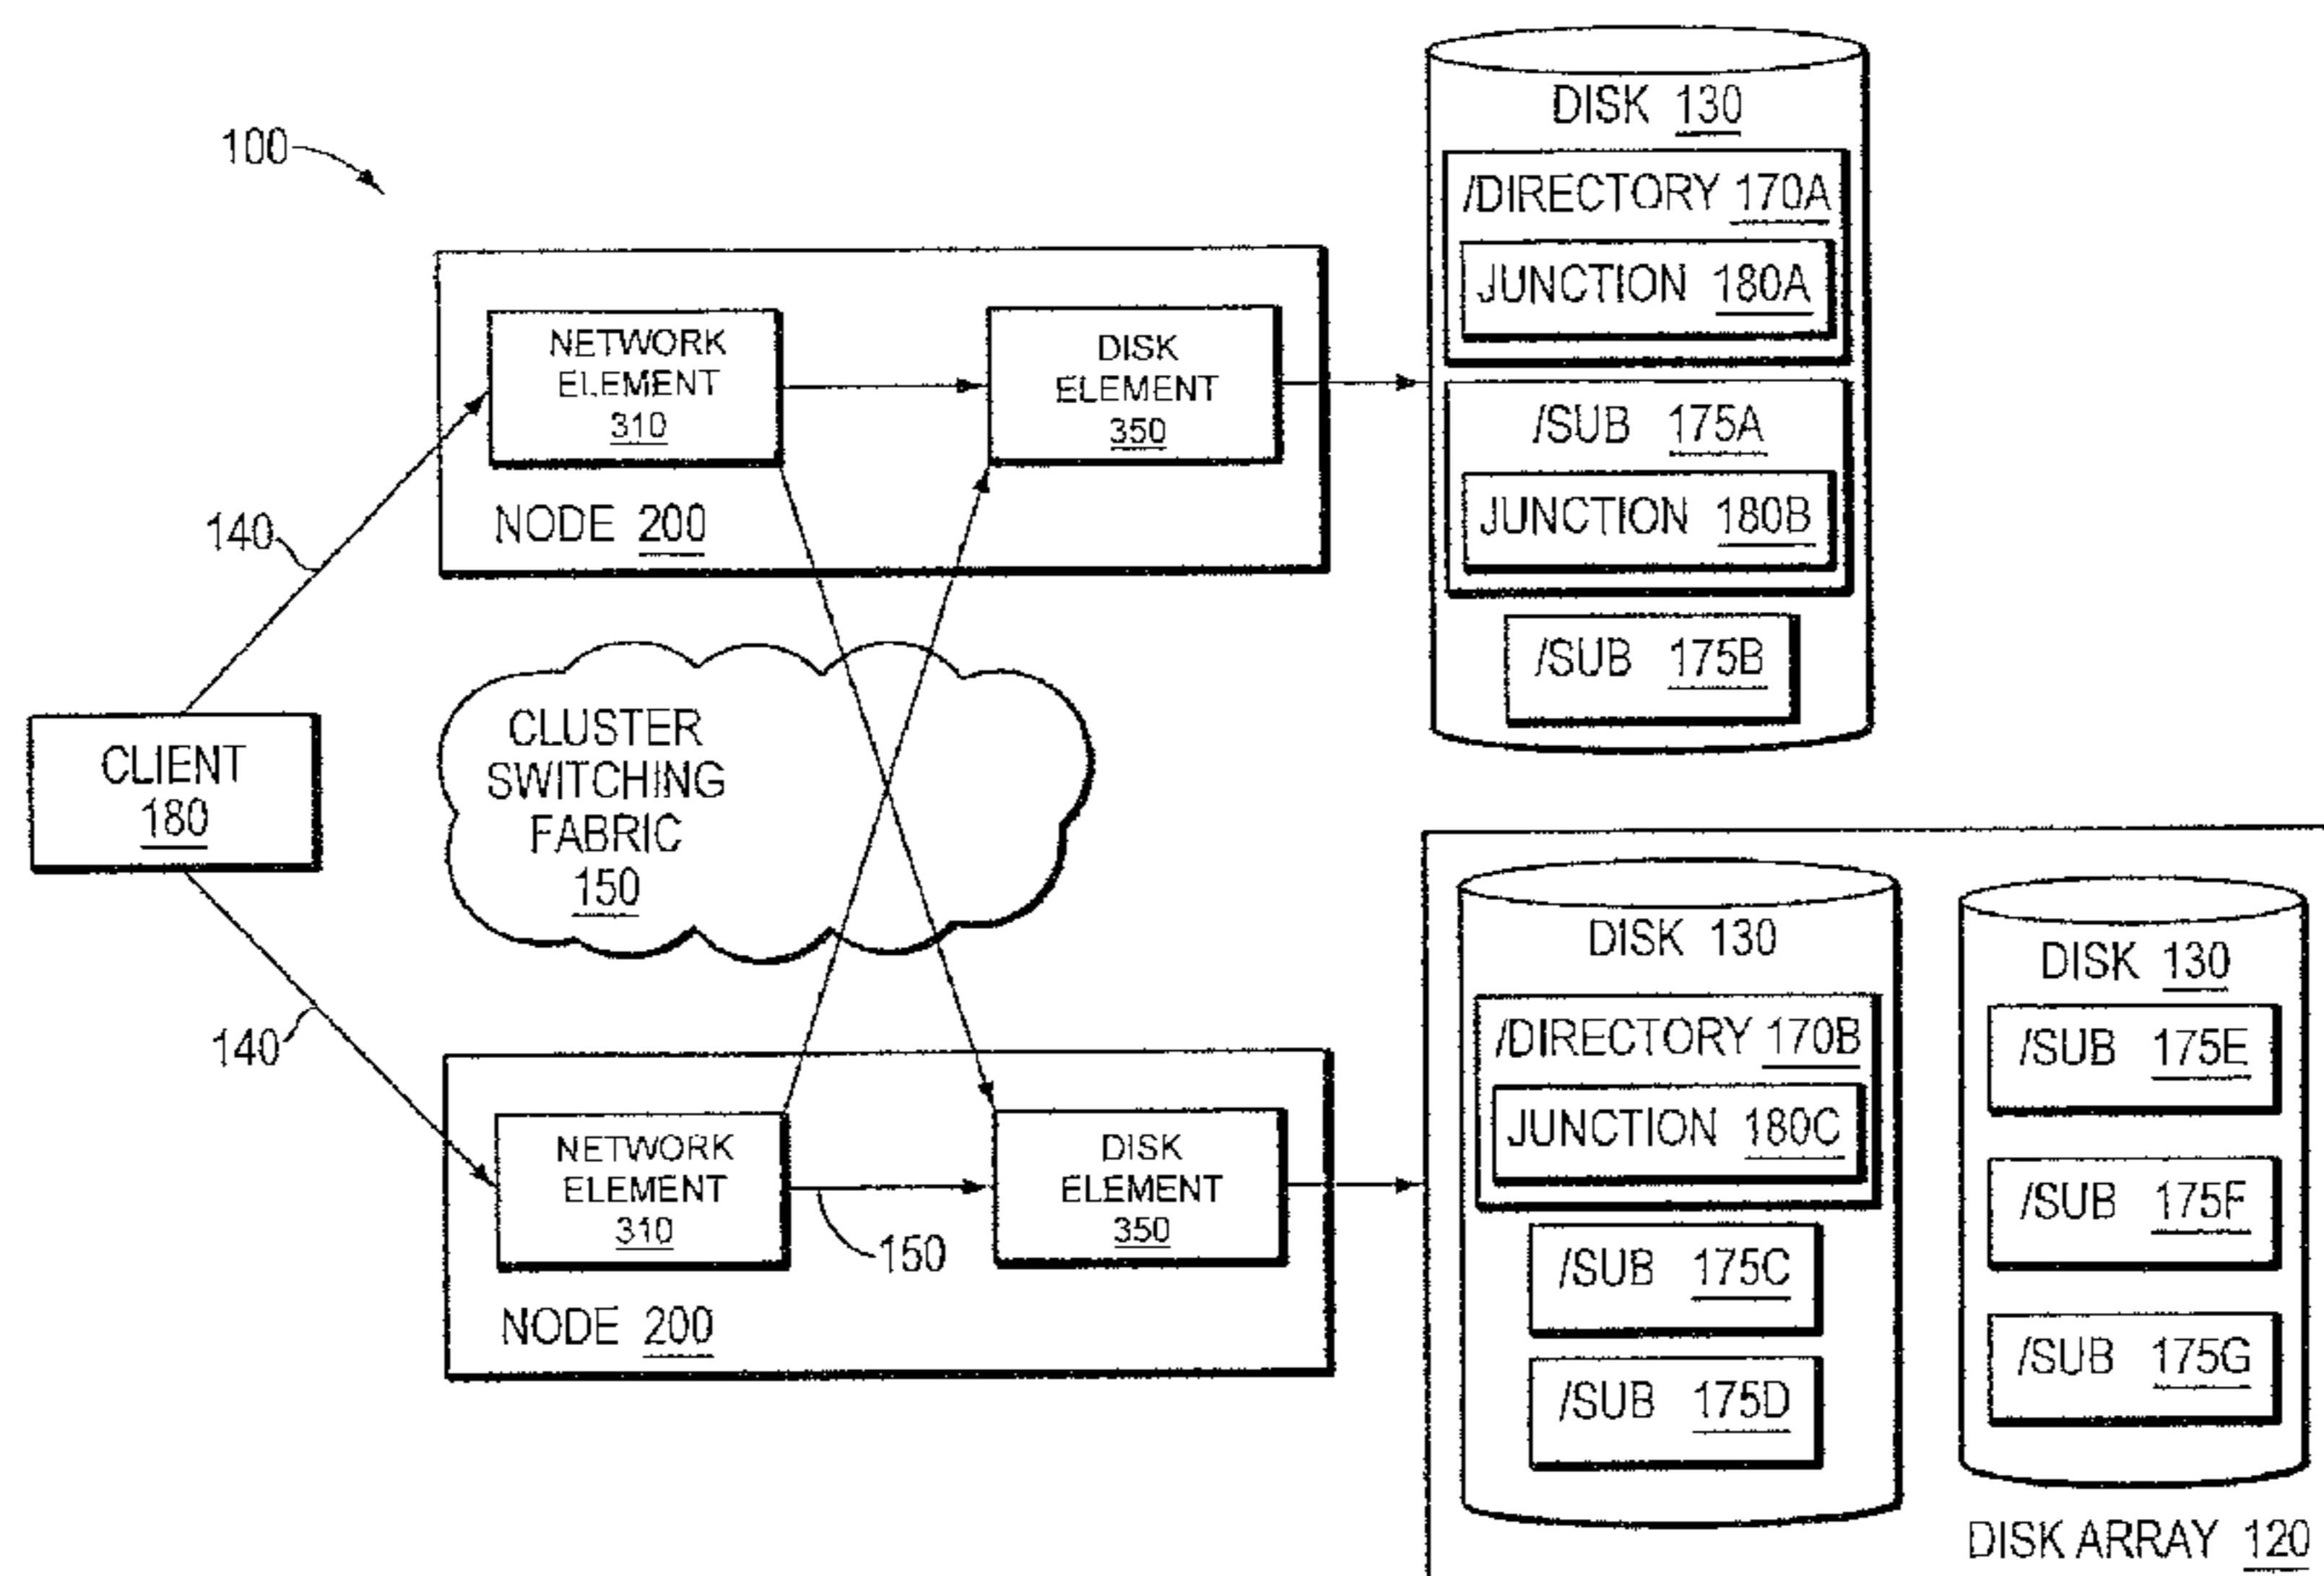 100
NETWORK
ELEMENT
310
DISK
ELEMENT
350
NODE 200
140
DISK 130
/DIRECTORY 170A
JUNCTION 180A
/SUB 175A
JUNCTION 180B
/SUB 175B
CLIENT
180
CLUSTER
SWITCHING
FABRIC
150
140
NETWORK
ELEMENT
310
150
DISK
ELEMENT
350
NODE 200
DISK 130
/DIRECTORY 170B
JUNCTION 180C
/SUB 175C
/SUB 175D
DISK 130
/SUB 175E
/SUB 175F
/SUB 175G
DISK ARRAY 120